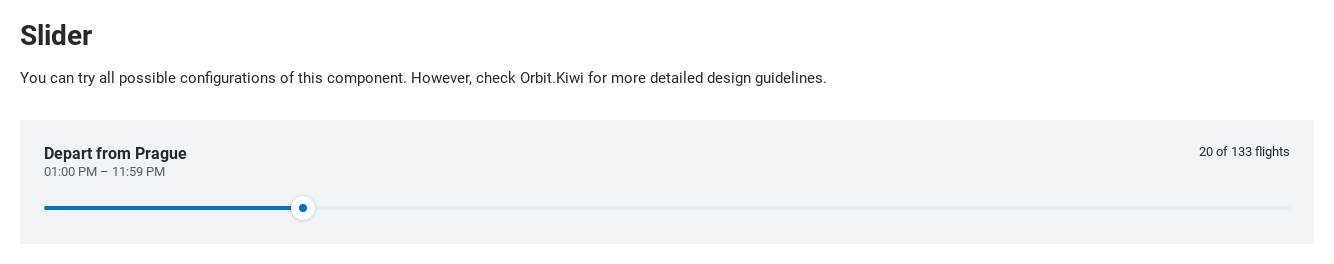 Slider
You can try all possible configurations of this component. However, check Orbit.Kiwi for more detailed design guidelines.
Depart from Prague
20 of 133 flights
01:00 PM – 11:59 PM